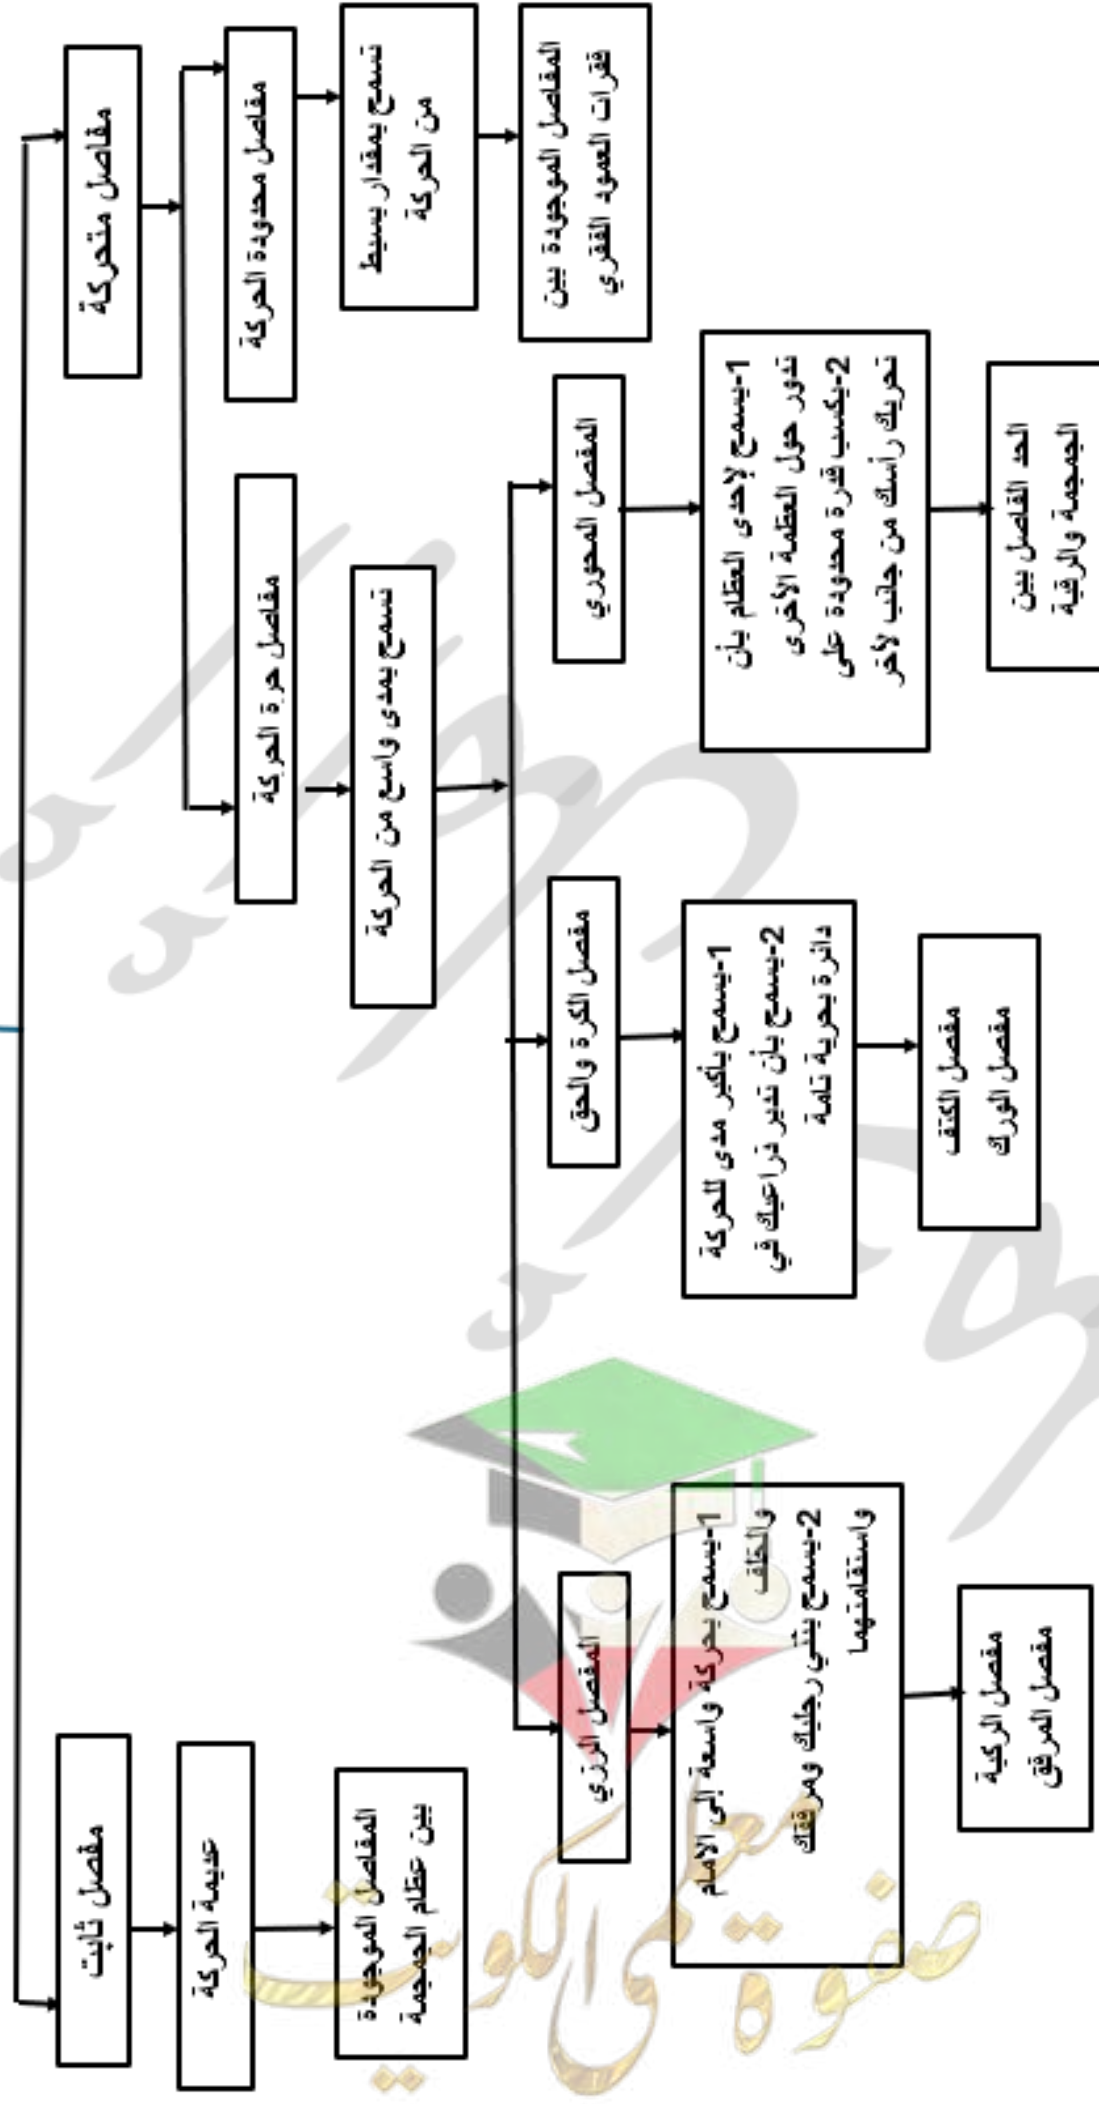 مفاصل متحركة
مفصل ثابت
مفاصل محدودة الحركة
مفاصل حرة الحركة
عديمة الحركة
تسمح بمقدار بسيط
من الحركة
تسمح بمدى واسع من الحركة
المفاصل الموجودة
بين عظام الجمجمة
المفاصل الموجودة بين
فقرات العمود الفقري
المفصل المحوري
مفصل الكرة والحق
المفصل الرزي
1-يسمح لإحدى العظام بأن
تدور حول العظمة الأخرى
2-يكسب قدرة محدودة على
تحريك رأسك من جانب لأخر
1-يسمح بأكبر مدى للحركة
2-يسمح بأن تدير ذراعيك في
دائرة بحرية تامة
1-يسمح بحركة واسعة إلى الامام
والخلف
2-يسمح بثني رجليك ومرفقك
واستقامتهما
الحد الفاصل بين
الجمجمة والرقبة
مفصل الكتف
مفصل الورك
مفصل الركبة
مفصل المرفق
صفوة معلمي الكويت